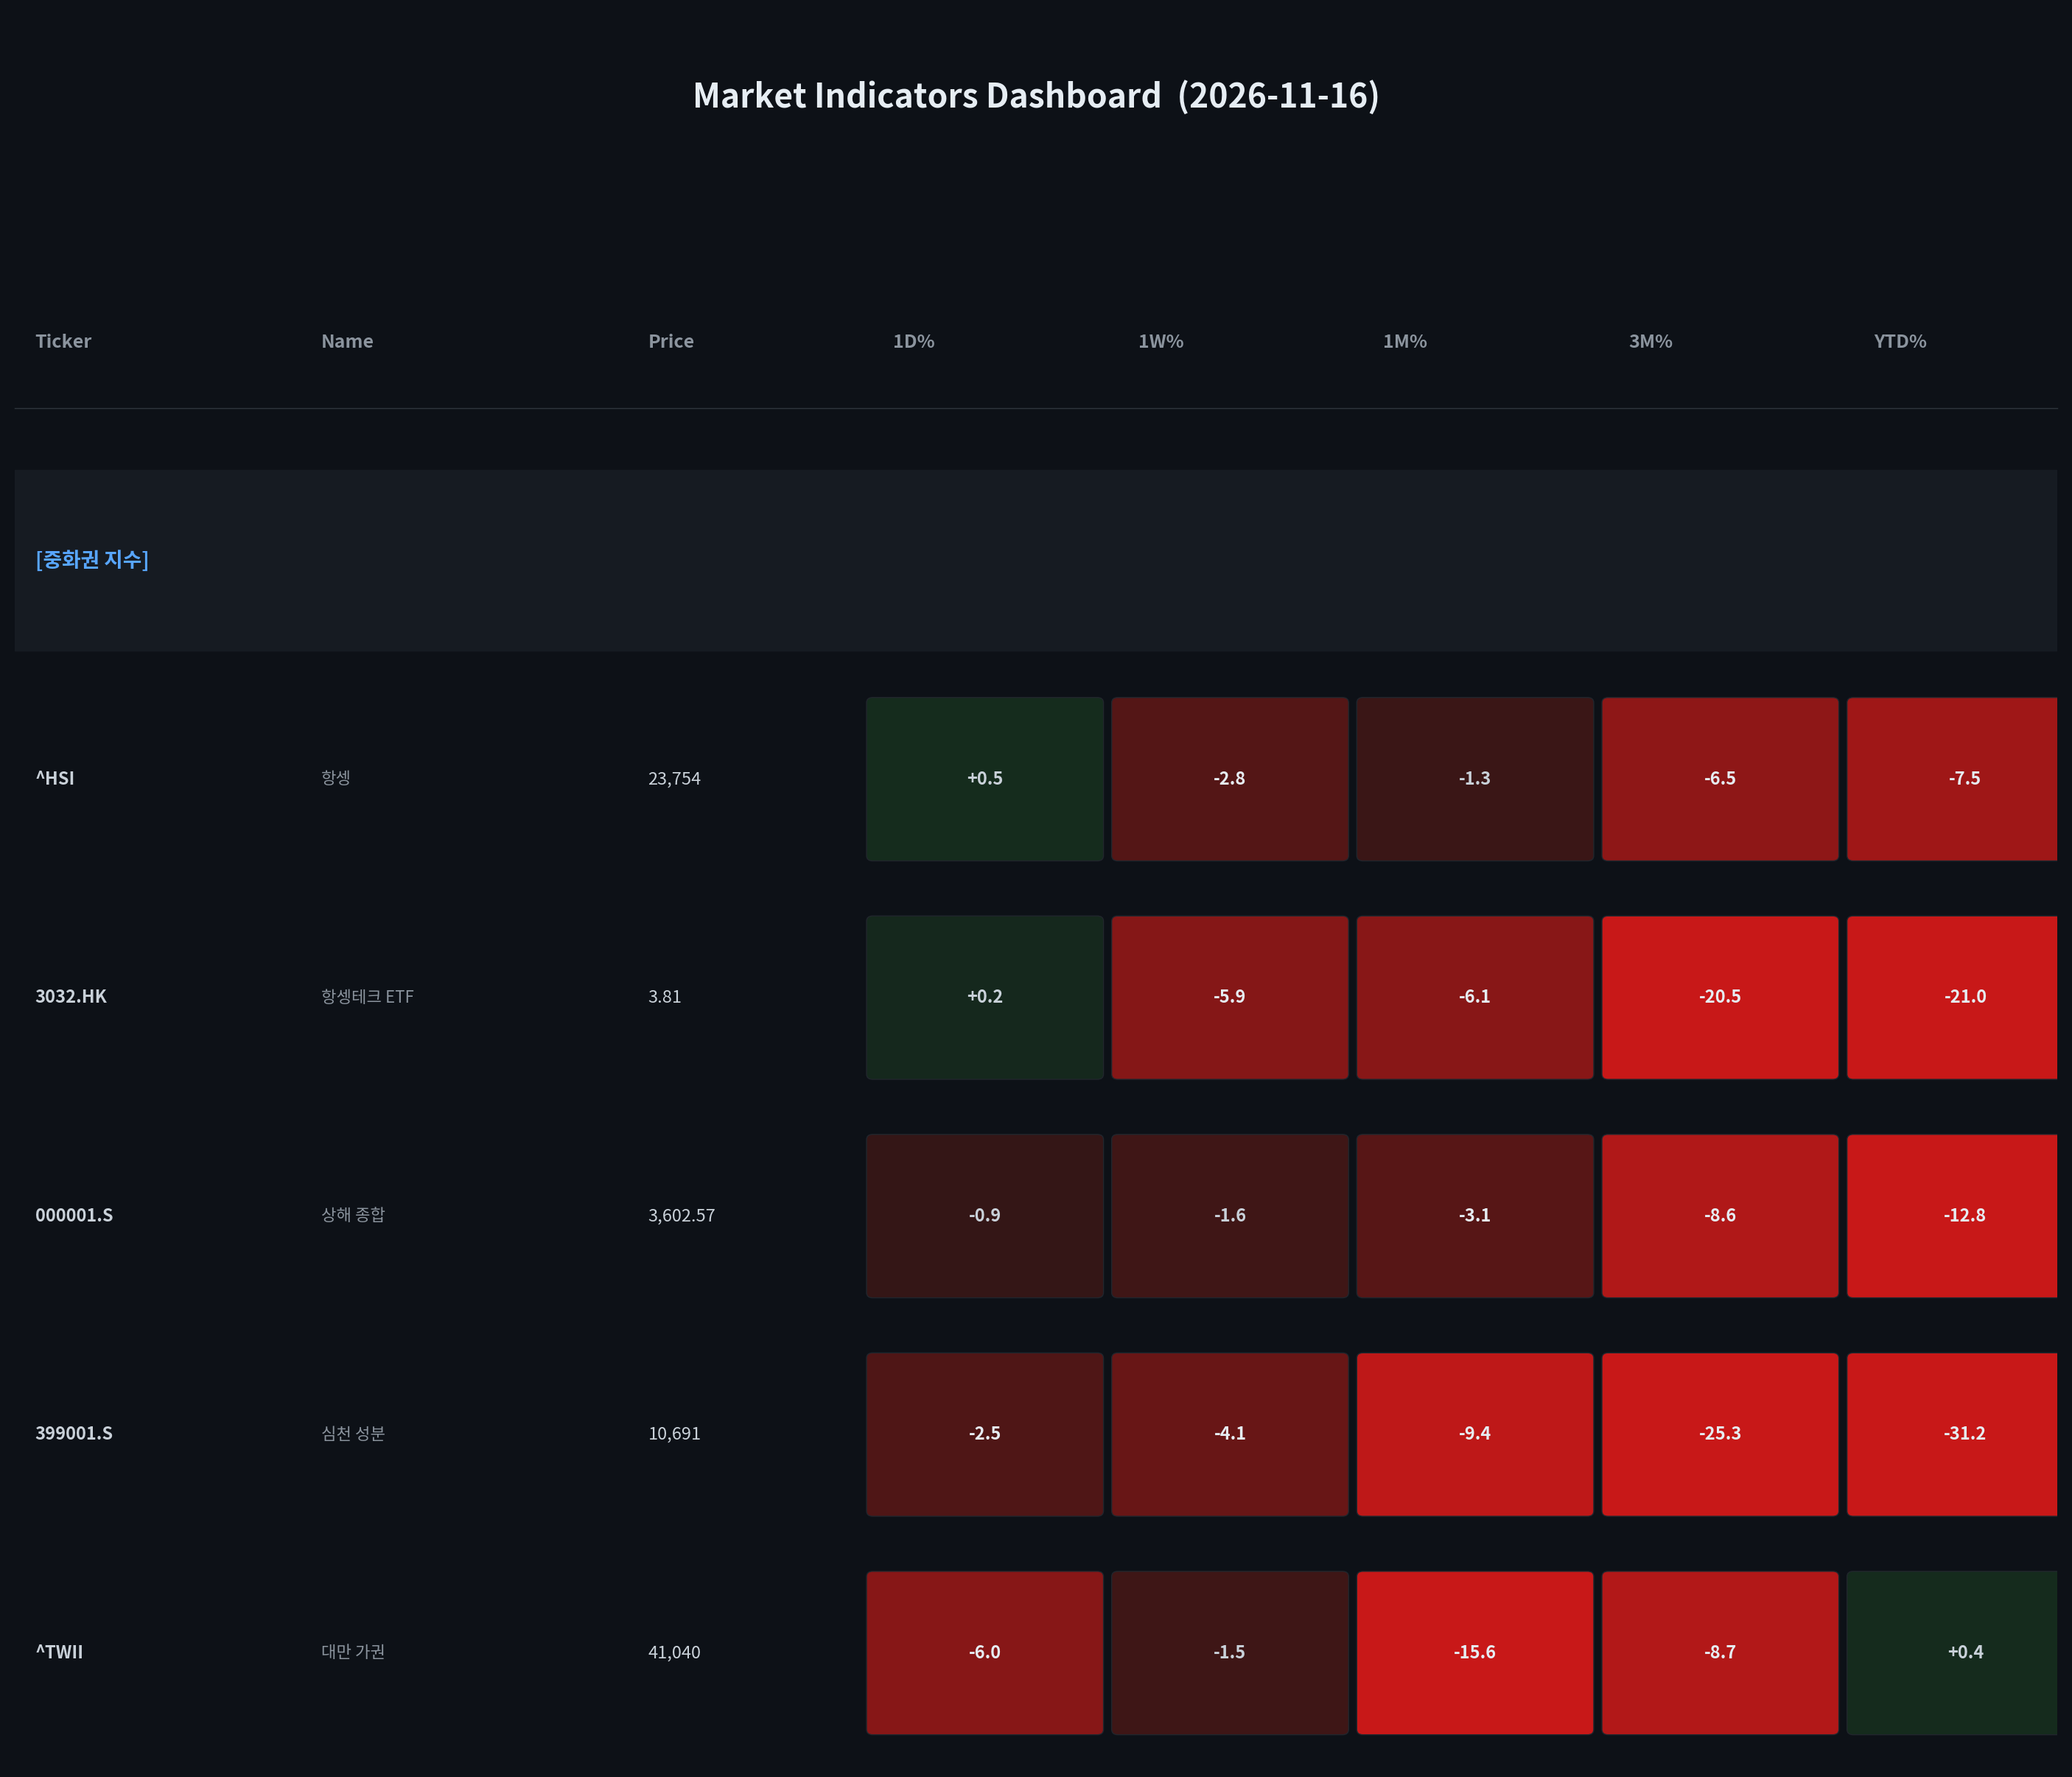 Market Indicators Dashboard (2026-11-16)
Ticker Name Price 1D% 1W% 1M% 3M% YTD%
[중화권 지수]
^HSI 항셍 23,754 +0.5 -2.8 -1.3 -6.5 -7.5
3032.HK 항셍테크 ETF 3.81 +0.2 -5.9 -6.1 -20.5 -21.0
000001.S 상해 종합 3,602.57 -0.9 -1.6 -3.1 -8.6 -12.8
399001.S 심천 성분 10,691 -2.5 -4.1 -9.4 -25.3 -31.2
^TWII 대만 가권 41,040 -6.0 -1.5 -15.6 -8.7 +0.4